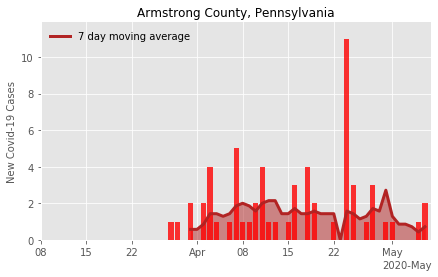 Armstrong County, Pennsylvania
7 day moving average
New Covid-19 Cases
10
8
6
4
2
0
08 15 22 Apr 08 15 22 May
2020-May